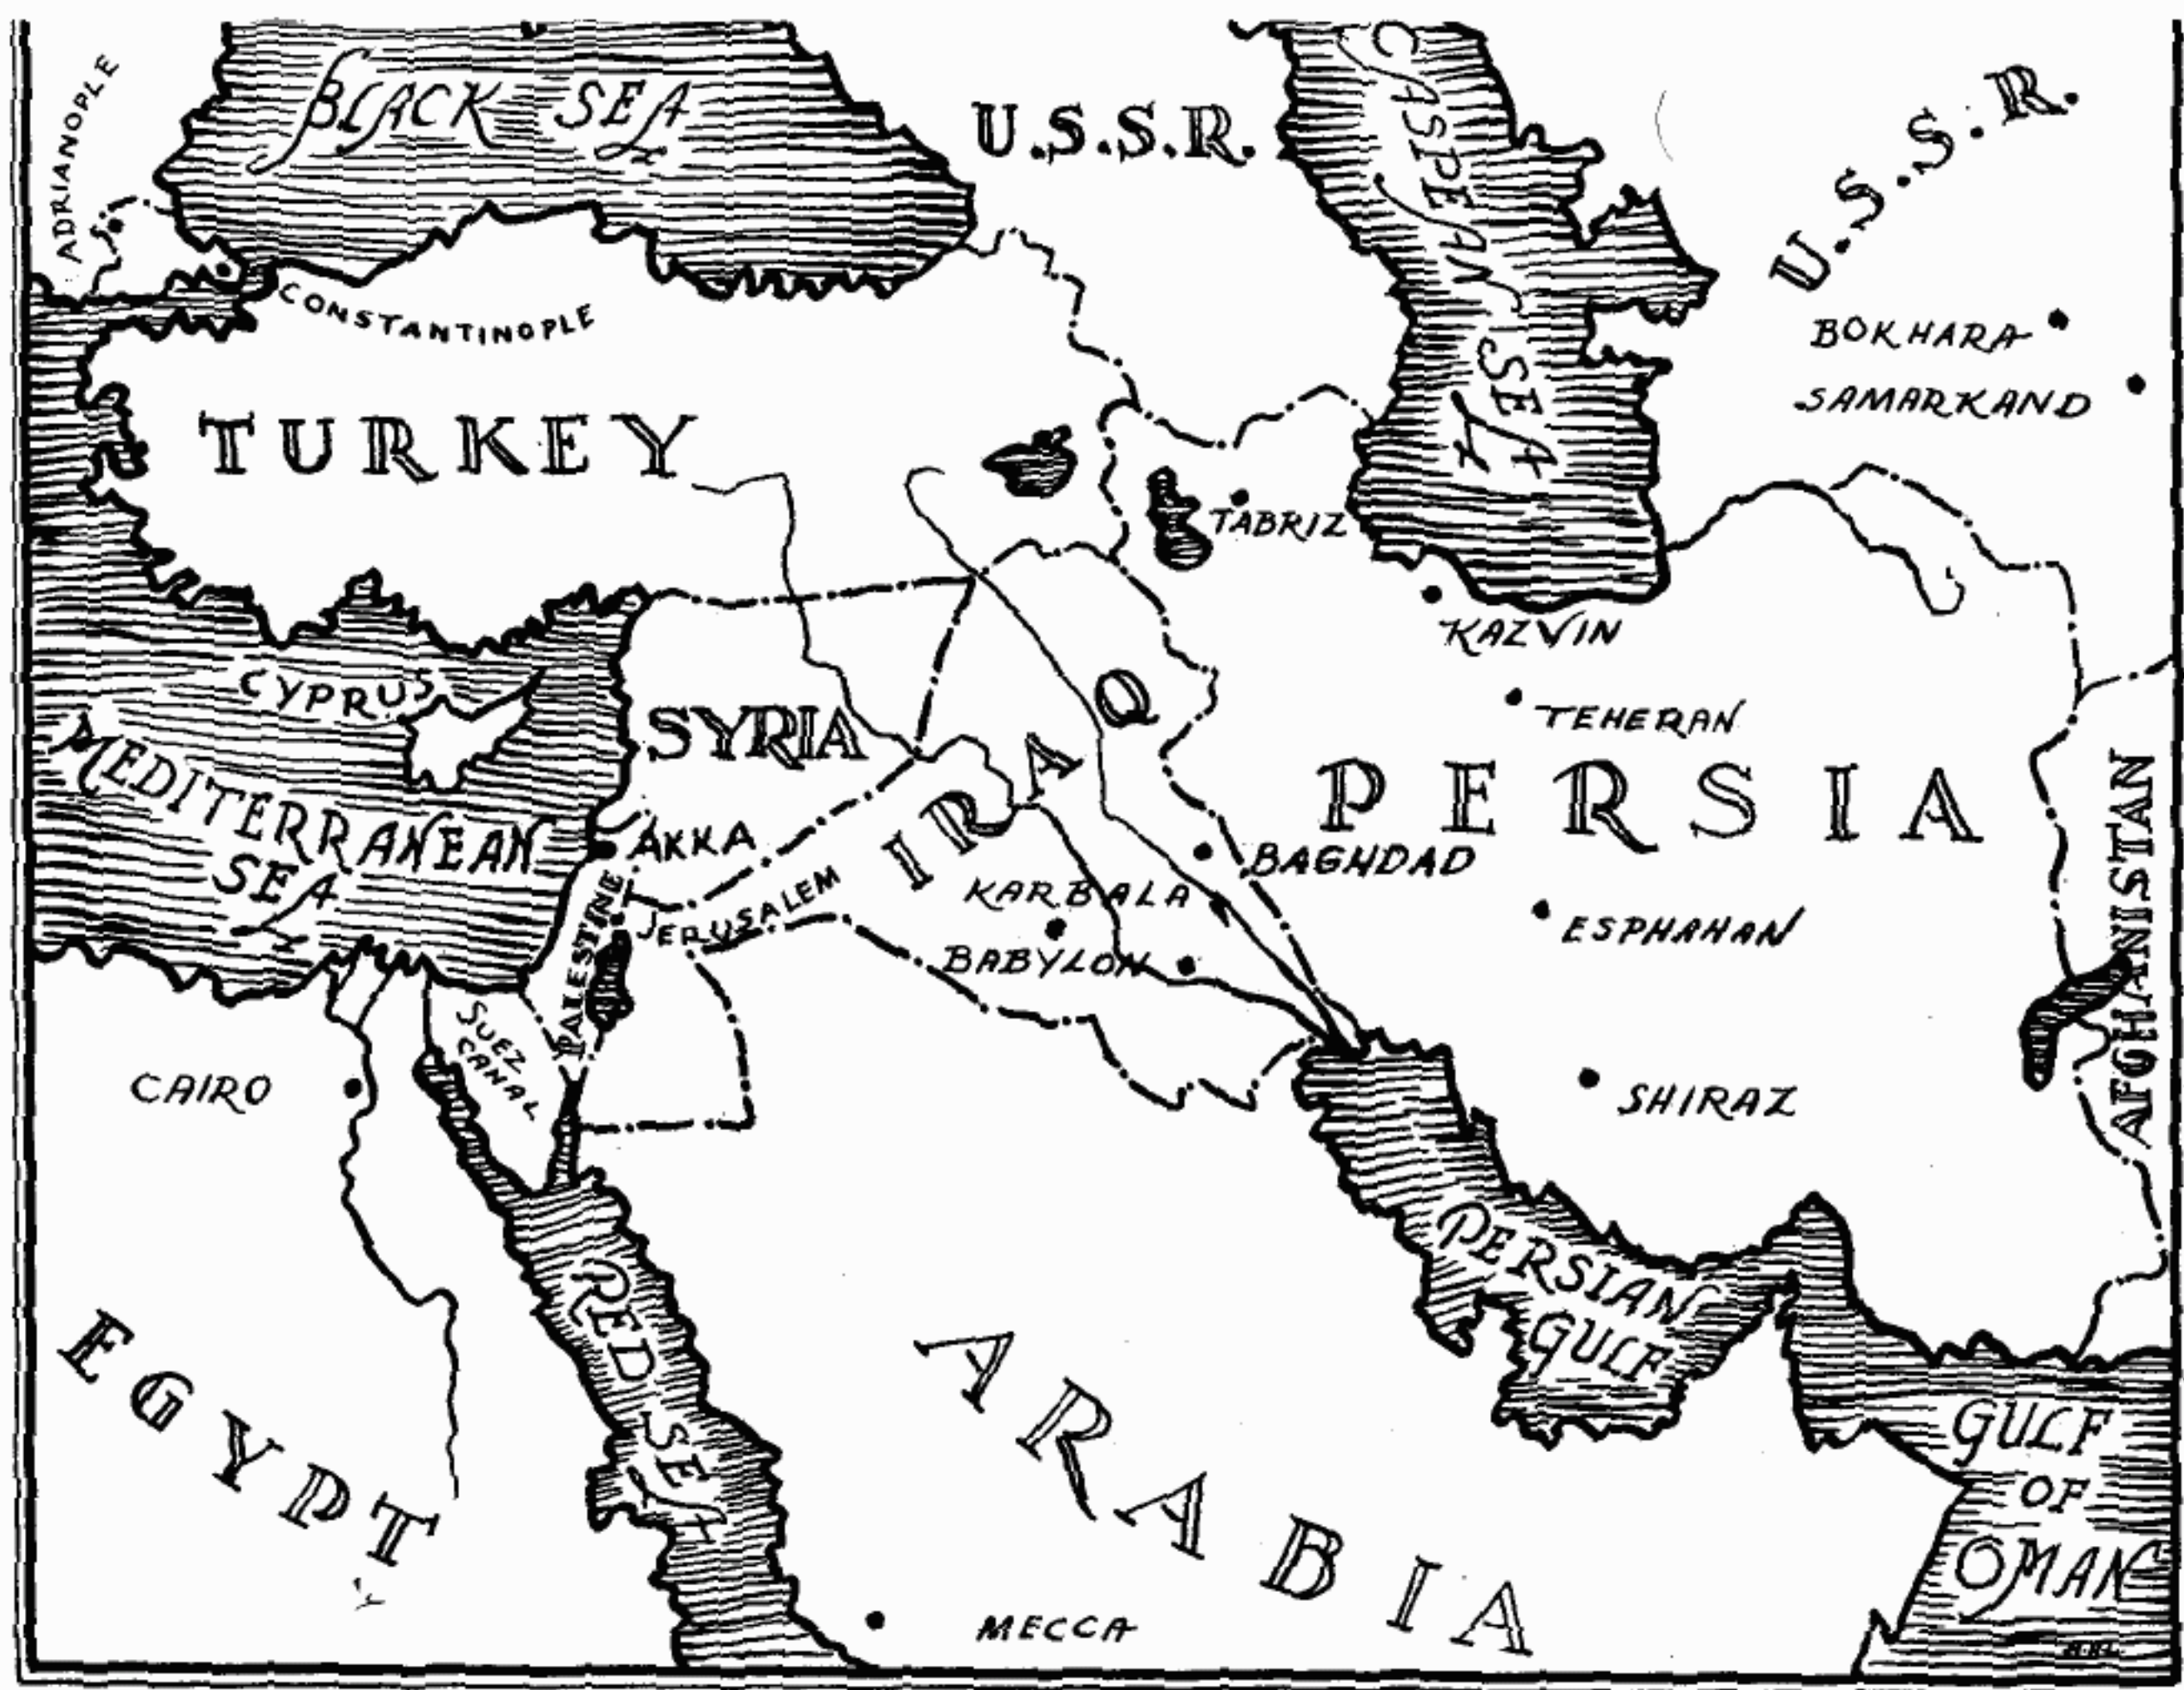 BLACK SEA
CASPEAN SEA
U.S.S.R.
U.S.S.R.
ADRIANOPLE
CONSTANTINOPLE
BOKHARA
SAMARKAND
TURKEY
TABRIZ
KAZVIN
CYPRUS
SYRIA
IRAQ
TEHERAN
PERSIA
AFGHANISTAN
MEDITERRANEAN
SEA
AKKA
BAGHDAD
PALESTINE
JERUSALEM
KARBALA
ESPHAHAN
BABYLON
SUEZ
CANAL
CAIRO
SHIRAZ
PERSIAN
GULF
RED SEA
EGYPT
ARABIA
GULF
OF
OMAN
MECCA